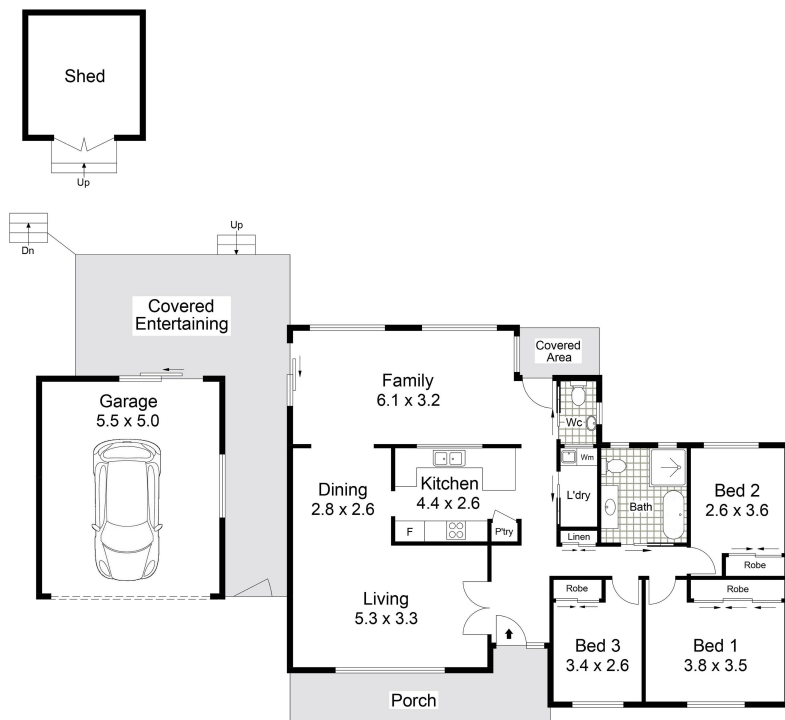 Shed
Up
Dn
Up
Covered
Entertaining
Covered
Area
Family
6.1 x 3.2
Garage
5.5 x 5.0
Wc
Wm
Kitchen
4.4 x 2.6
Dining
2.8 x 2.6
L'dry
Bath
Bed 2
2.6 x 3.6
F
P'try
Linen
Robe
Living
5.3 x 3.3
Robe
Robe
Bed 3
3.4 x 2.6
Bed 1
3.8 x 3.5
Porch